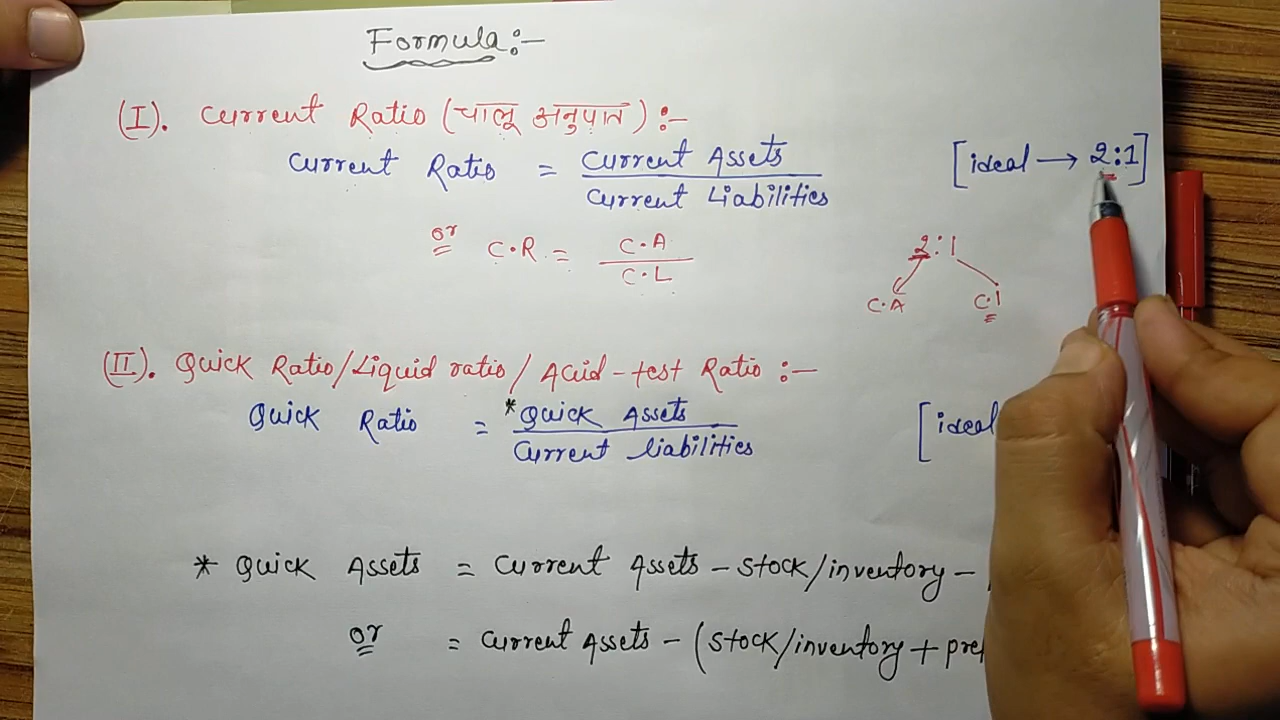 Formula:-
(I). Current Ratio (चालू अनुपात) :-
Current Ratio = Current Assets / Current Liabilities [ideal → 2:1]
or C.R. = C.A / C.L
2:1
C.A C.l
(II). Quick Ratio/Liquid ratio/Acid-test Ratio :-
Quick Ratio = *Quick Assets / Current liabilities [ideal
* Quick Assets = Current Assets - Stock/inventory -
or = Current Assets - (Stock/inventory + pre